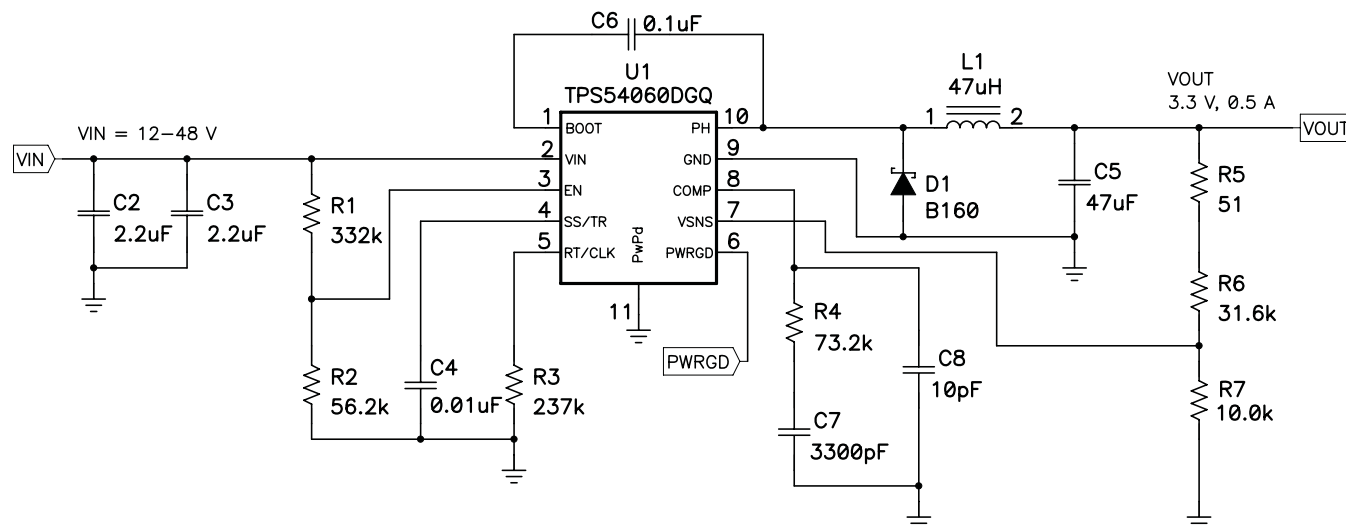 C6
0.1uF
U1
TPS54060DGQ
L1
47uH
VOUT
3.3 V, 0.5 A
VIN = 12-48 V
1
BOOT
PH
10
1
2
VOUT
VIN
2
VIN
GND
9
3
EN
COMP
8
4
SS/TR
VSNS
7
5
RT/CLK
PWRGD
6
PwPd
11
C2
2.2uF
C3
2.2uF
R1
332k
D1
B160
C5
47uF
R5
51
R6
31.6k
R4
73.2k
PWRGD
C8
10pF
R2
56.2k
C4
0.01uF
R3
237k
R7
10.0k
C7
3300pF